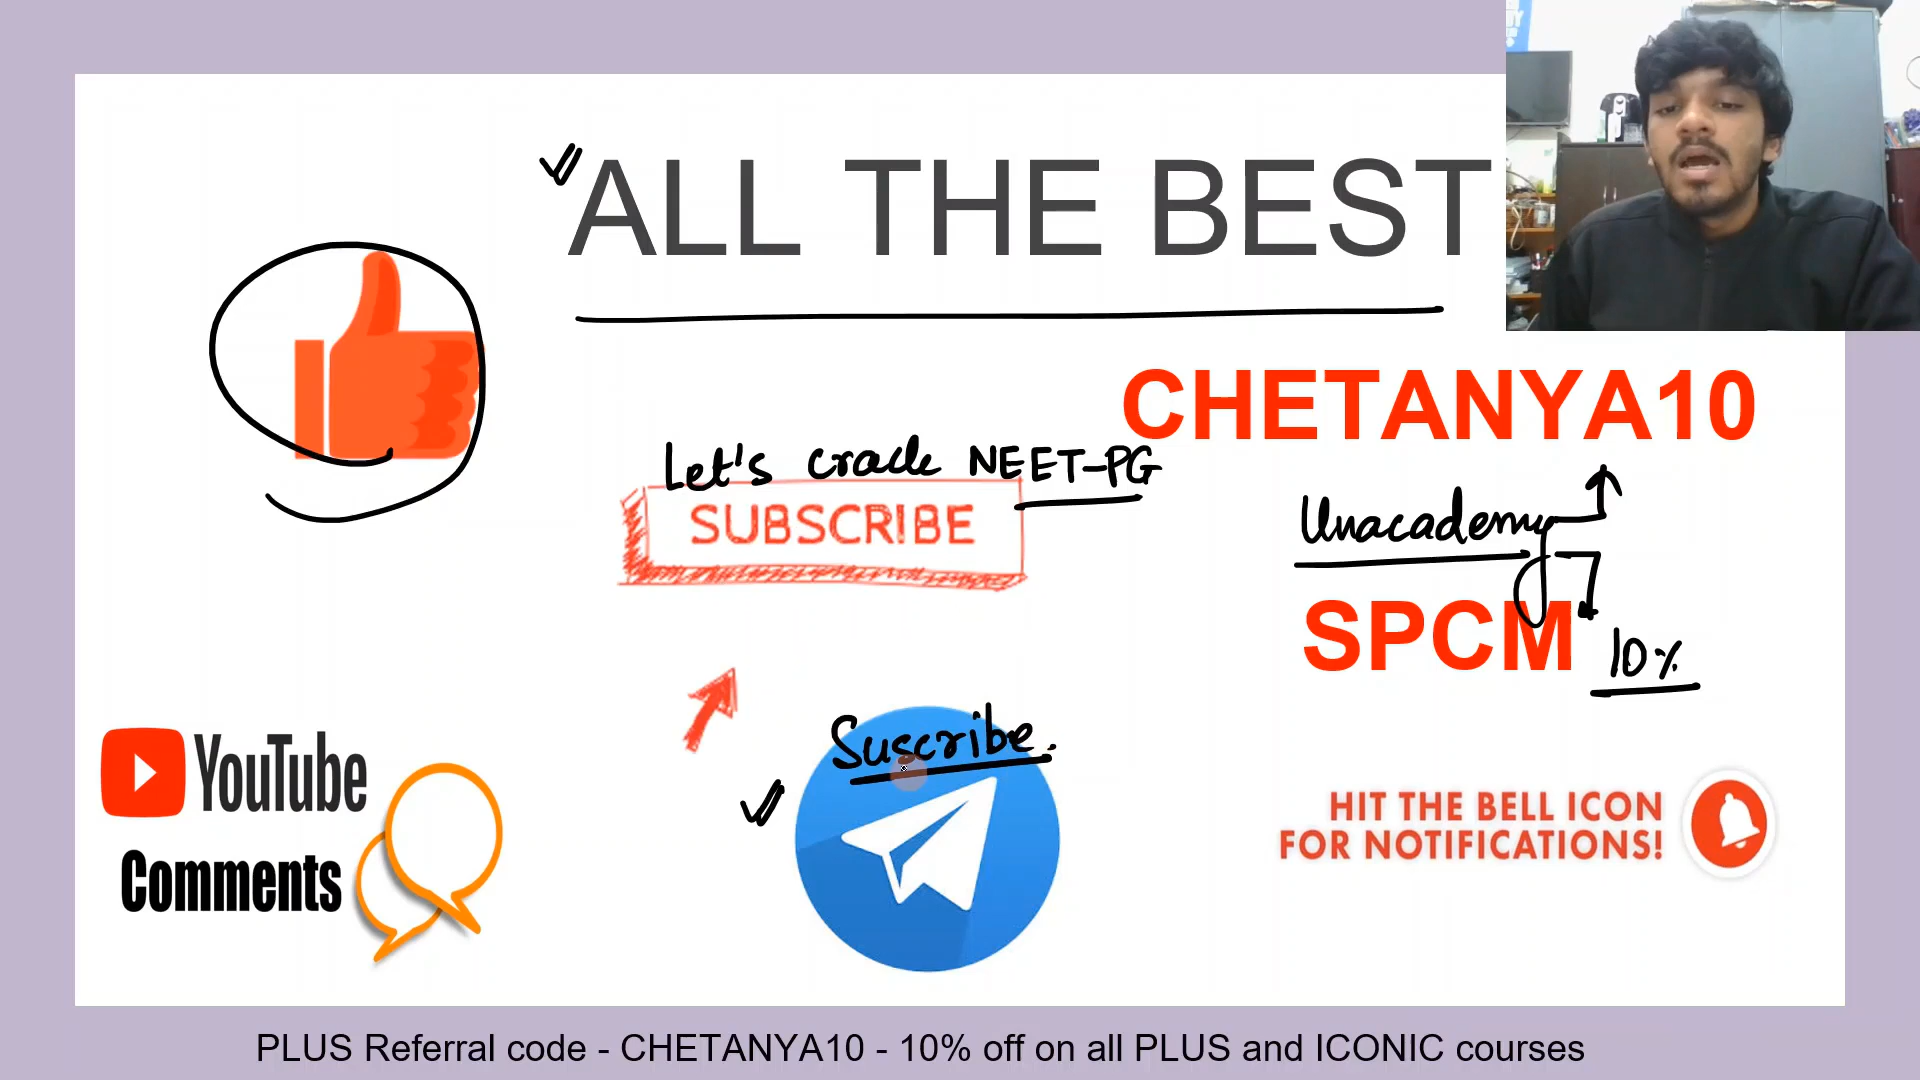 ALL THE BEST
CHETANYA10
Let's crack NEET-PG
SUBSCRIBE
Unacademy
SPCM
10%
Suscribe.
YouTube
Comments
HIT THE BELL ICON
FOR NOTIFICATIONS!
PLUS Referral code - CHETANYA10 - 10% off on all PLUS and ICONIC courses